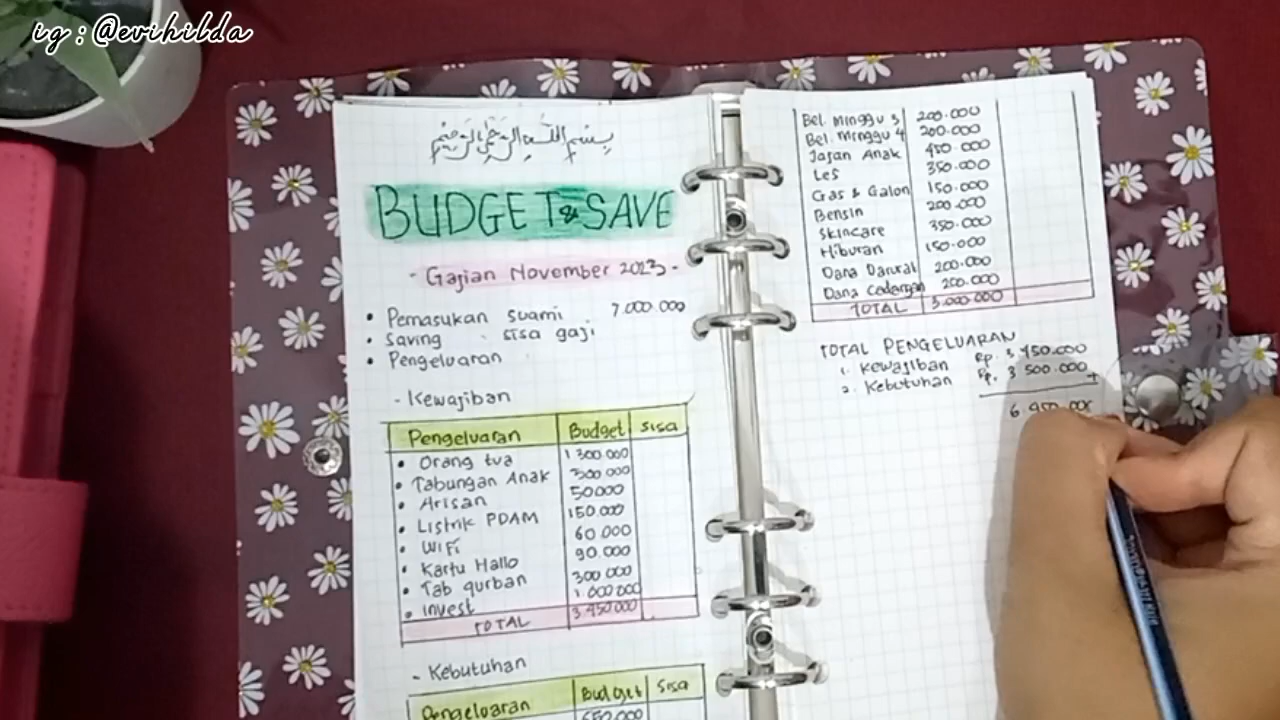 ig : @evihilda
بسم الله الرحمن الرحيم
BUDGET & SAVE
- Gajian November 2023 -
• Pemasukan suami 7.000.000
• Saving sisa gaji
• Pengeluaran
- Kewajiban
Pengeluaran Budget Sisa
• Orang tua 1.300.000
• Tabungan Anak 500.000
• Arisan 50.000
• Listrik PDAM 150.000
• WiFi 60.000
• Kartu Hallo 90.000
• Tab qurban 300.000
• Invest 1.000.000
TOTAL 3.450.000
- Kebutuhan
Pengeluaran Budget Sisa
Bel. Minggu 3 200.000
Bel. Minggu 4 200.000
Jajan Anak 450.000
Les 350.000
Gas & Galon 150.000
Bensin 200.000
Skincare 350.000
Hiburan 150.000
Dana Darurat 200.000
Dana Cadangan 200.000
TOTAL
TOTAL PENGELUARAN
1. Kewajiban Rp. 3.450.000
2. Kebutuhan Rp. 3.500.000
+
6.950.00